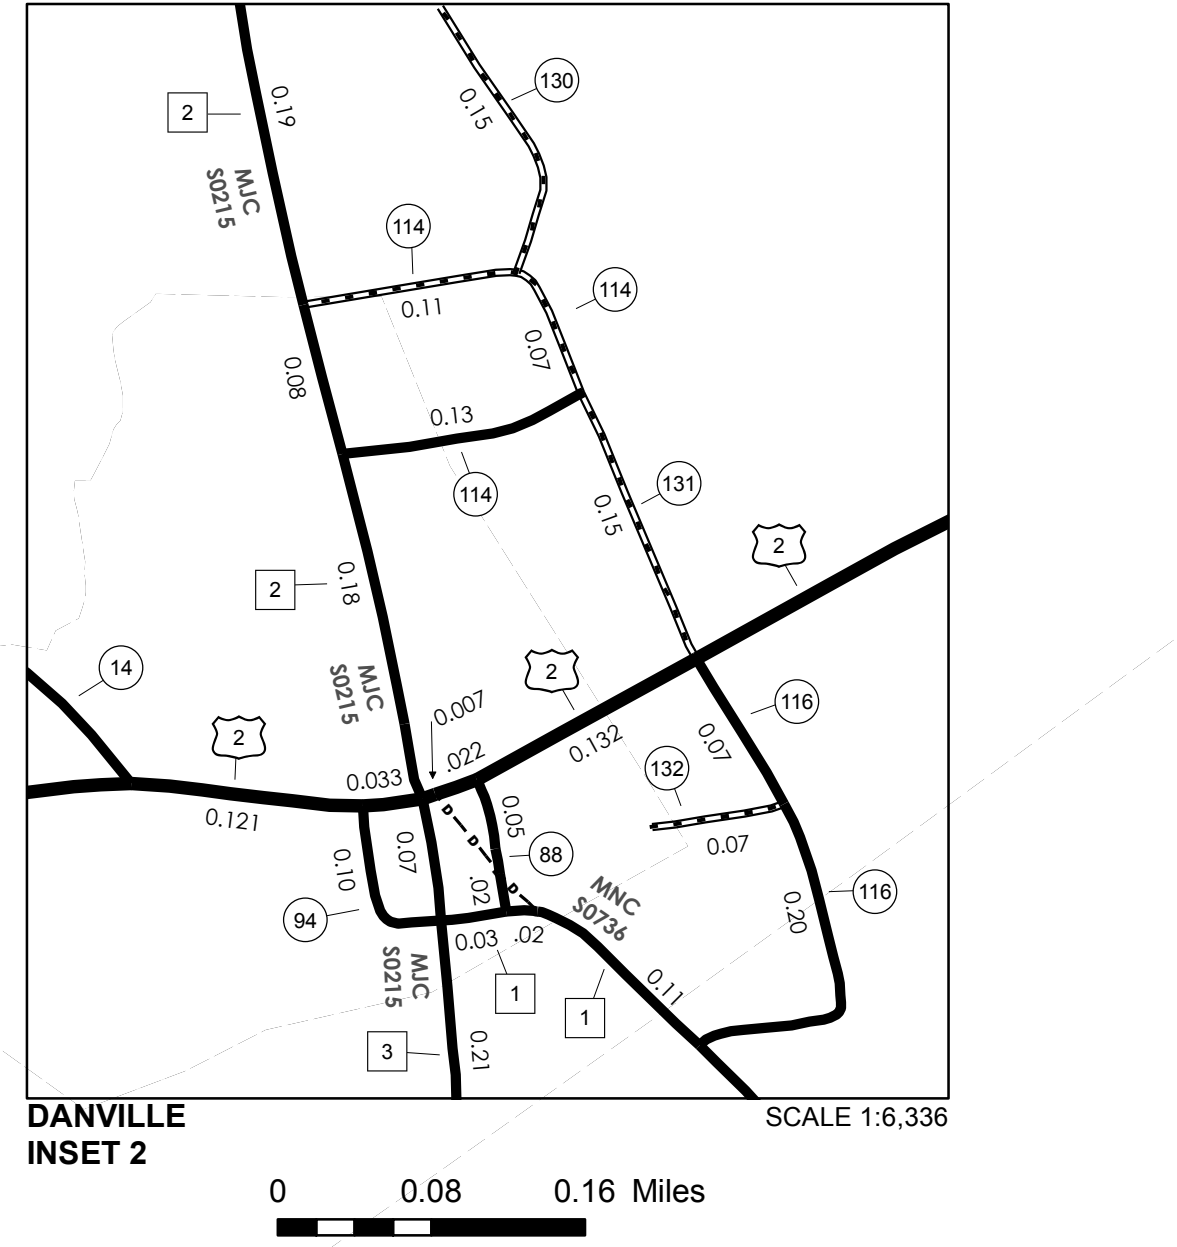 130
0.15
2
0.19
MJC
S0215
114
0.11
114
0.07
0.08
0.13
114
131
0.15
2
2
0.18
14
MJC
S0215
2
0.007
116
2
0.033
.022
0.132
0.07
132
0.121
0.05
0.07
0.10
0.07
88
.02
D
D
D
MNC
S0736
116
0.20
94
0.03
.02
MJC
S0215
1
1
0.11
3
0.21
DANVILLE
INSET 2
SCALE 1:6,336
0 0.08 0.16 Miles